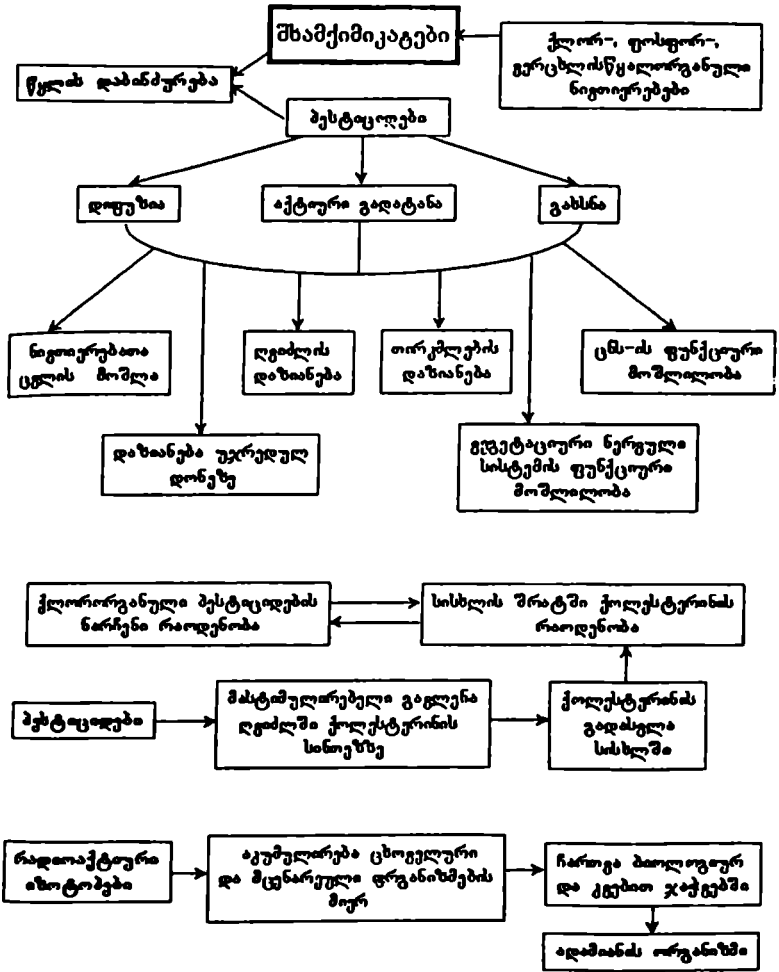 შხამქიმიკატები
ქლორ-, ფოსფორ-,
ვერცხლისწყალორგანული
ნივთიერებები
წყლის დაბინძურება
პესტიციდები
დიფუზია
აქტიური გადატანა
გახსნა
ნივთიერებათა
ცვლის მოშლა
ღვიძლის
დაზიანება
თირკმლების
დაზიანება
ცნს-ის ფუნქციური
მოშლილობა
დაზიანება უჯრედულ
დონეზე
ვეგეტაციური ნერვული
სისტემის ფუნქციური
მოშლილობა
ქლორორგანული პესტიციდების
ნარჩენი რაოდენობა
სისხლის შრატში ქოლესტერინის
რაოდენობა
პესტიციდები
მასტიმულირებელი გავლენა
ღვიძლში ქოლესტერინის
სინთეზზე
ქოლესტერინის
გადასვლა
სისხლში
რადიოაქტიური
იზოტოპები
აკუმულირება ცხოველური
და მცენარეული ორგანიზმების
მიერ
ჩართვა ბიოლოგიურ
და კვებით ჯაჭვებში
ადამიანის ორგანიზმი